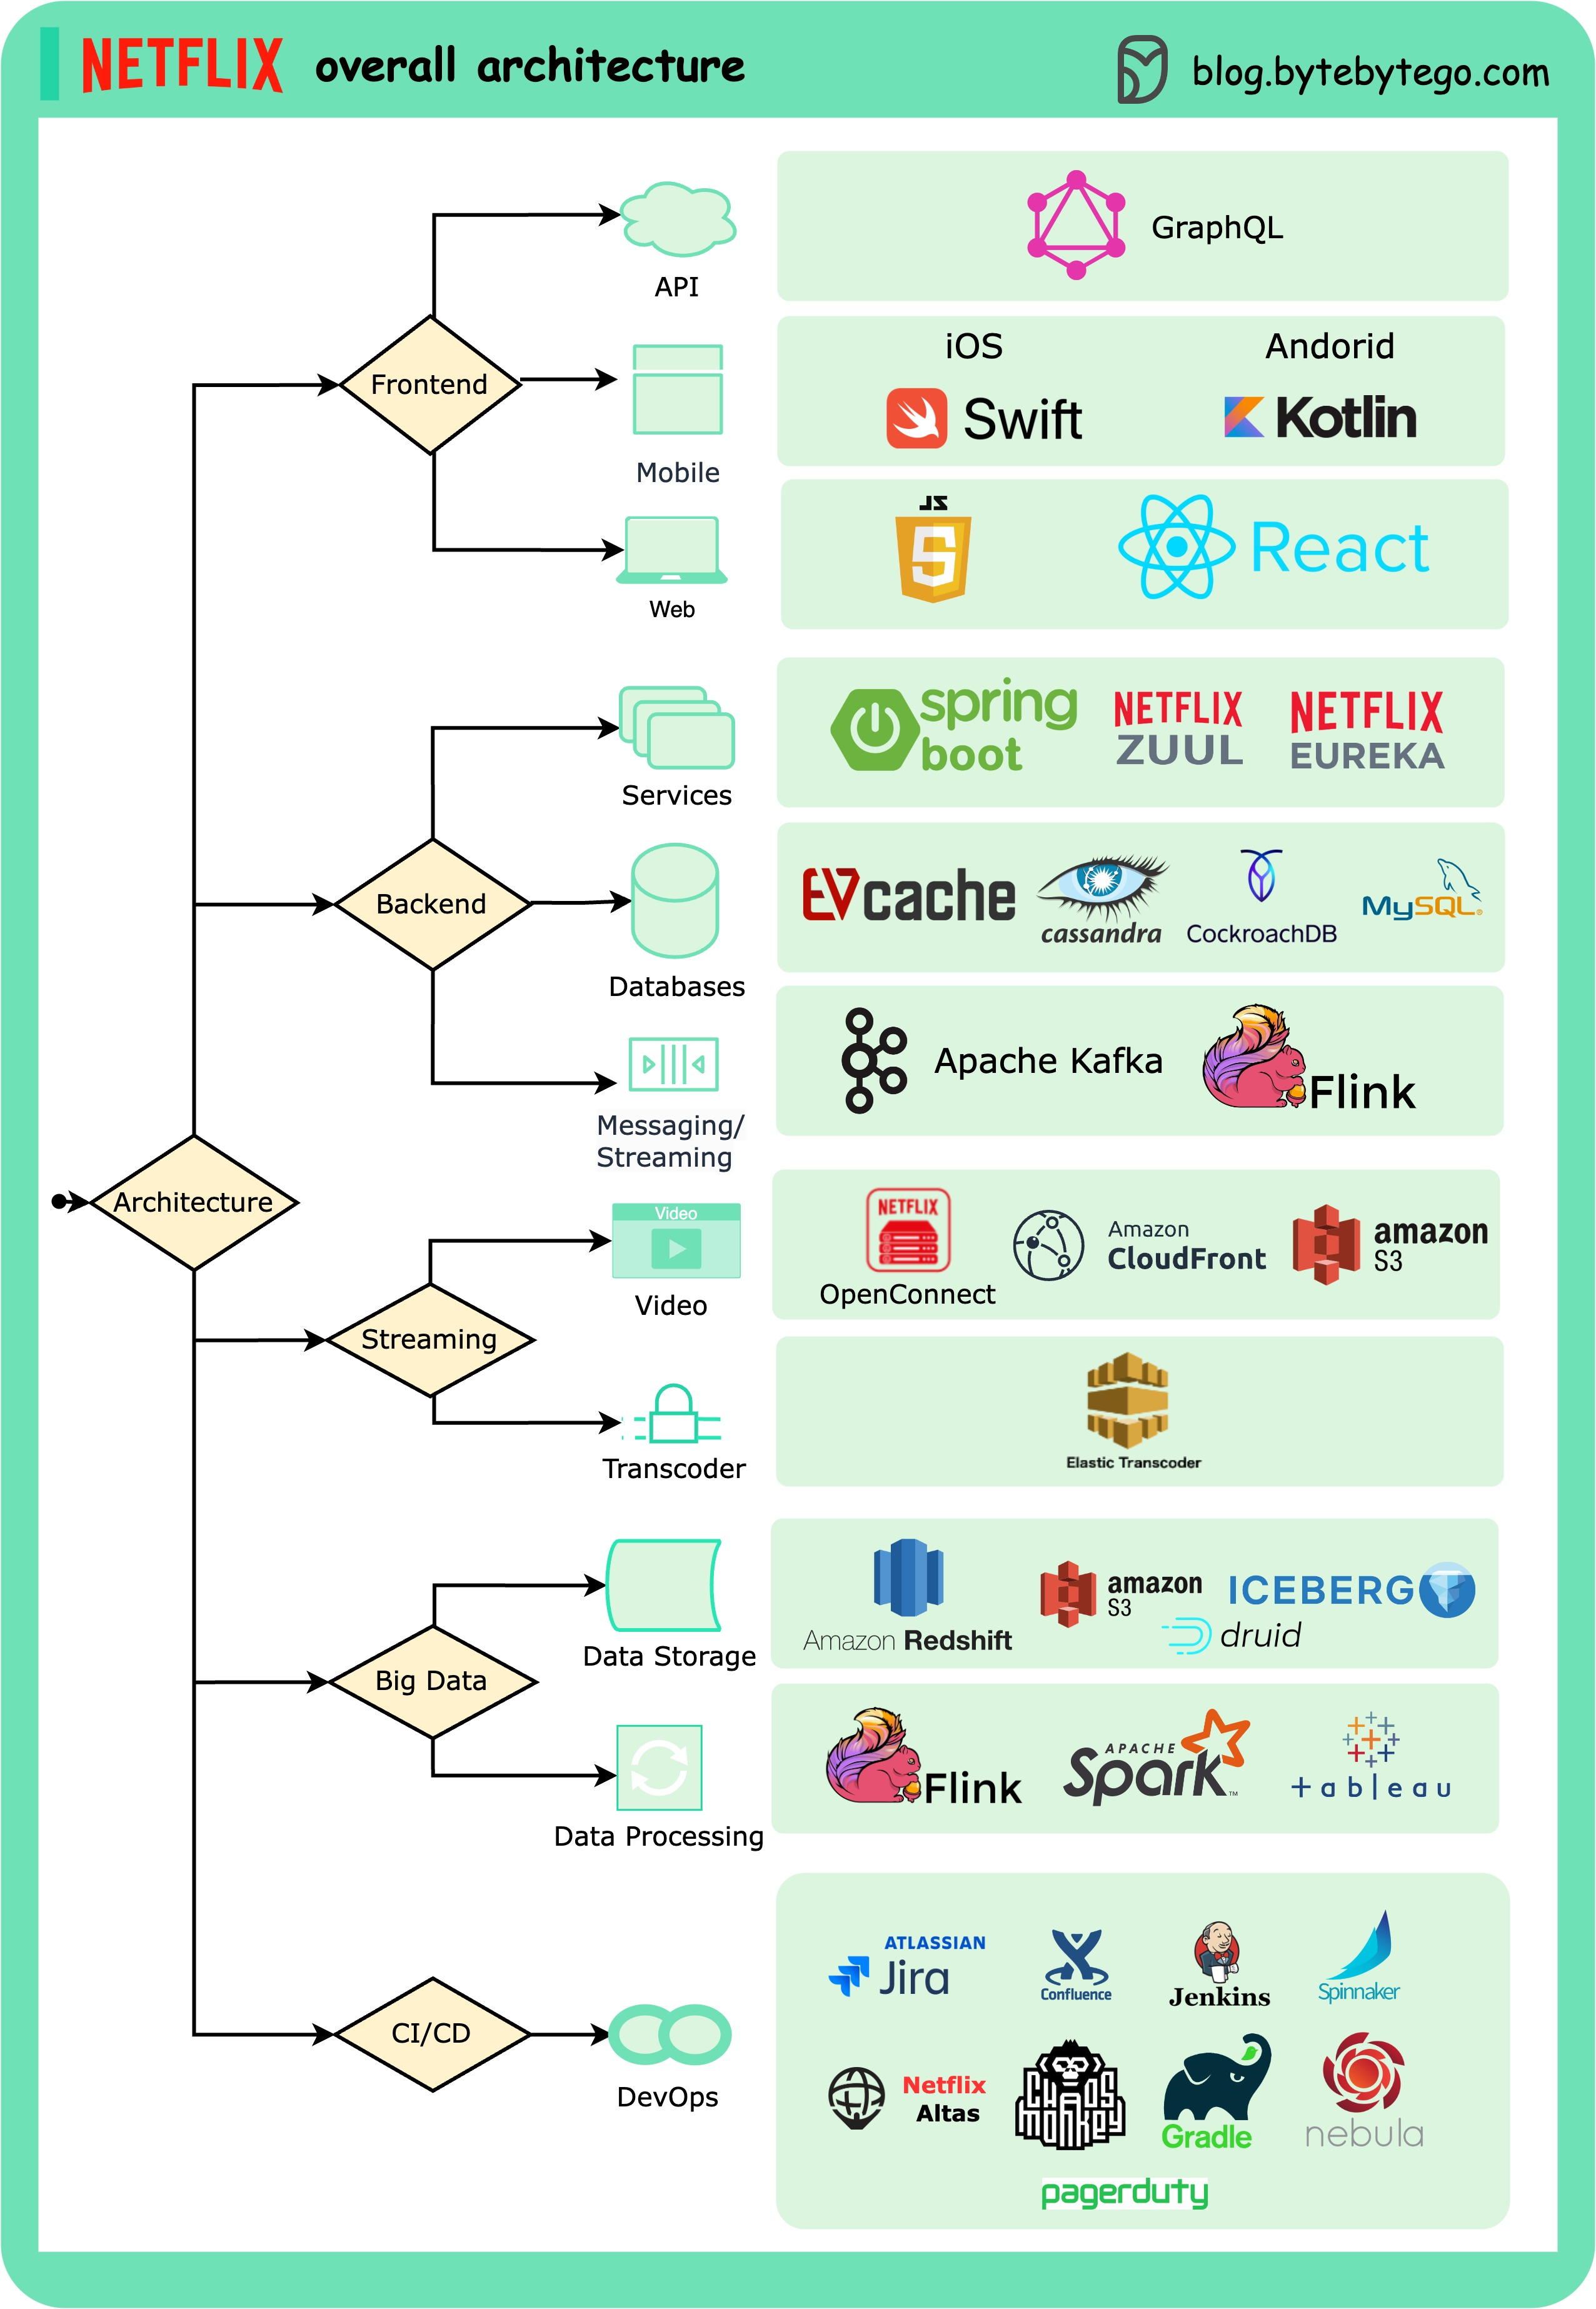 NETFLIX overall architecture
blog.bytebytego.com
API
GraphQL
Frontend
iOS
Andorid
Swift
Kotlin
Mobile
JS
5
React
Web
spring
boot
NETFLIX
ZUUL
NETFLIX
EUREKA
Services
Backend
EVcache
cassandra
CockroachDB
MySQL®
Databases
Apache Kafka
Flink
Messaging/
Streaming
Architecture
Video
NETFLIX
OpenConnect
Amazon
CloudFront
amazon
S3
Video
Streaming
Elastic Transcoder
Transcoder
Amazon Redshift
amazon
S3
ICEBERG
druid
Data Storage
Big Data
Flink
APACHE
Spark™
+ableau
Data Processing
ATLASSIAN
Jira
Confluence
Jenkins
Spinnaker
CI/CD
DevOps
Netflix
Altas
CHAOS
MONKEY
Gradle
nebula
pagerduty